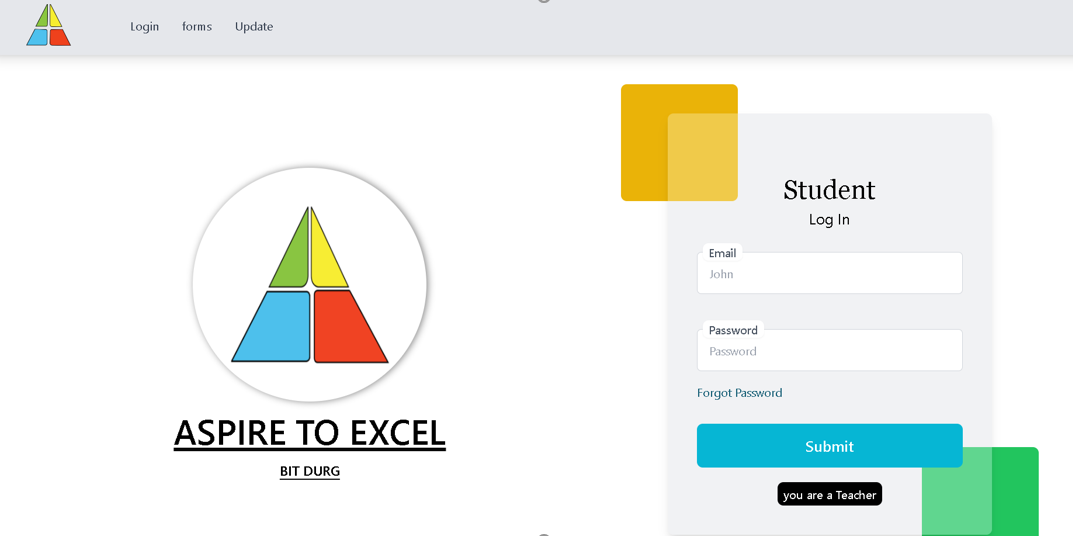 Login forms Update
ASPIRE TO EXCEL
BIT DURG
Student
Log In
Email
John
Password
Password
Forgot Password
Submit
you are a Teacher